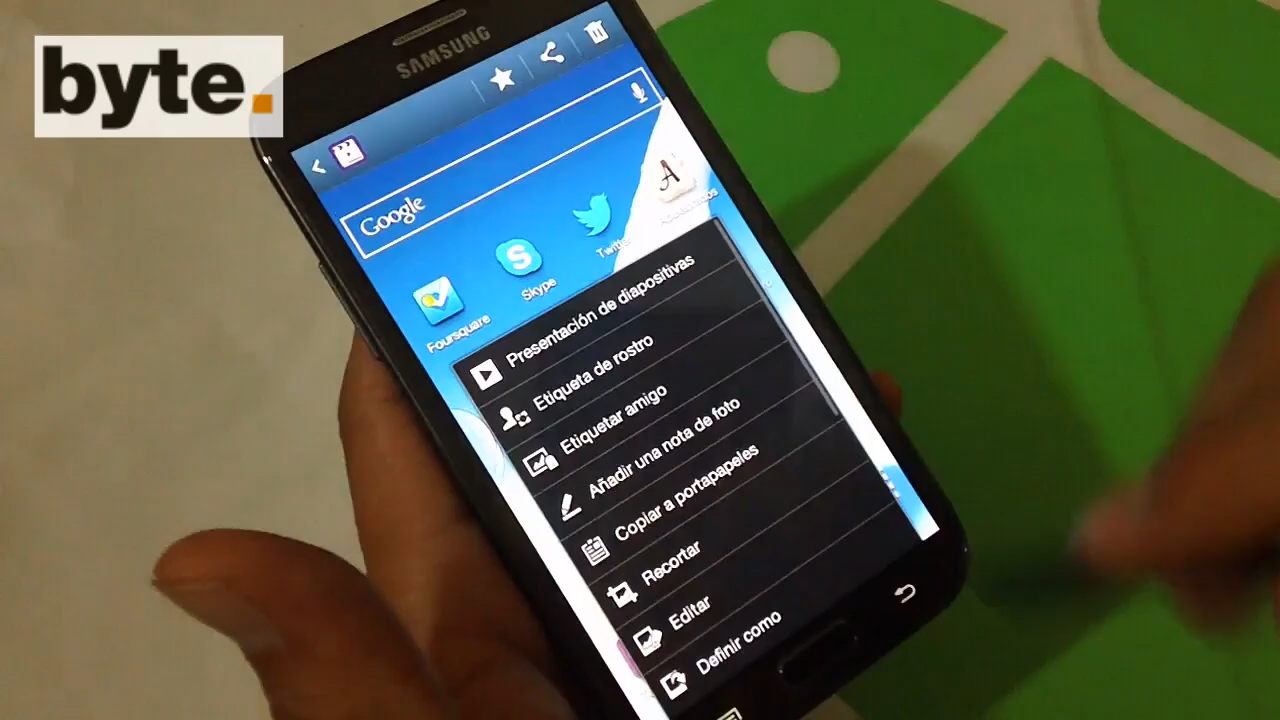 byte.
SAMSUNG
Google
Foursquare
Skype
Presentación de diapositivas
Etiqueta de rostro
Etiquetar amigo
Añadir una nota de foto
Copiar a portapapeles
Recortar
Editar
Definir como